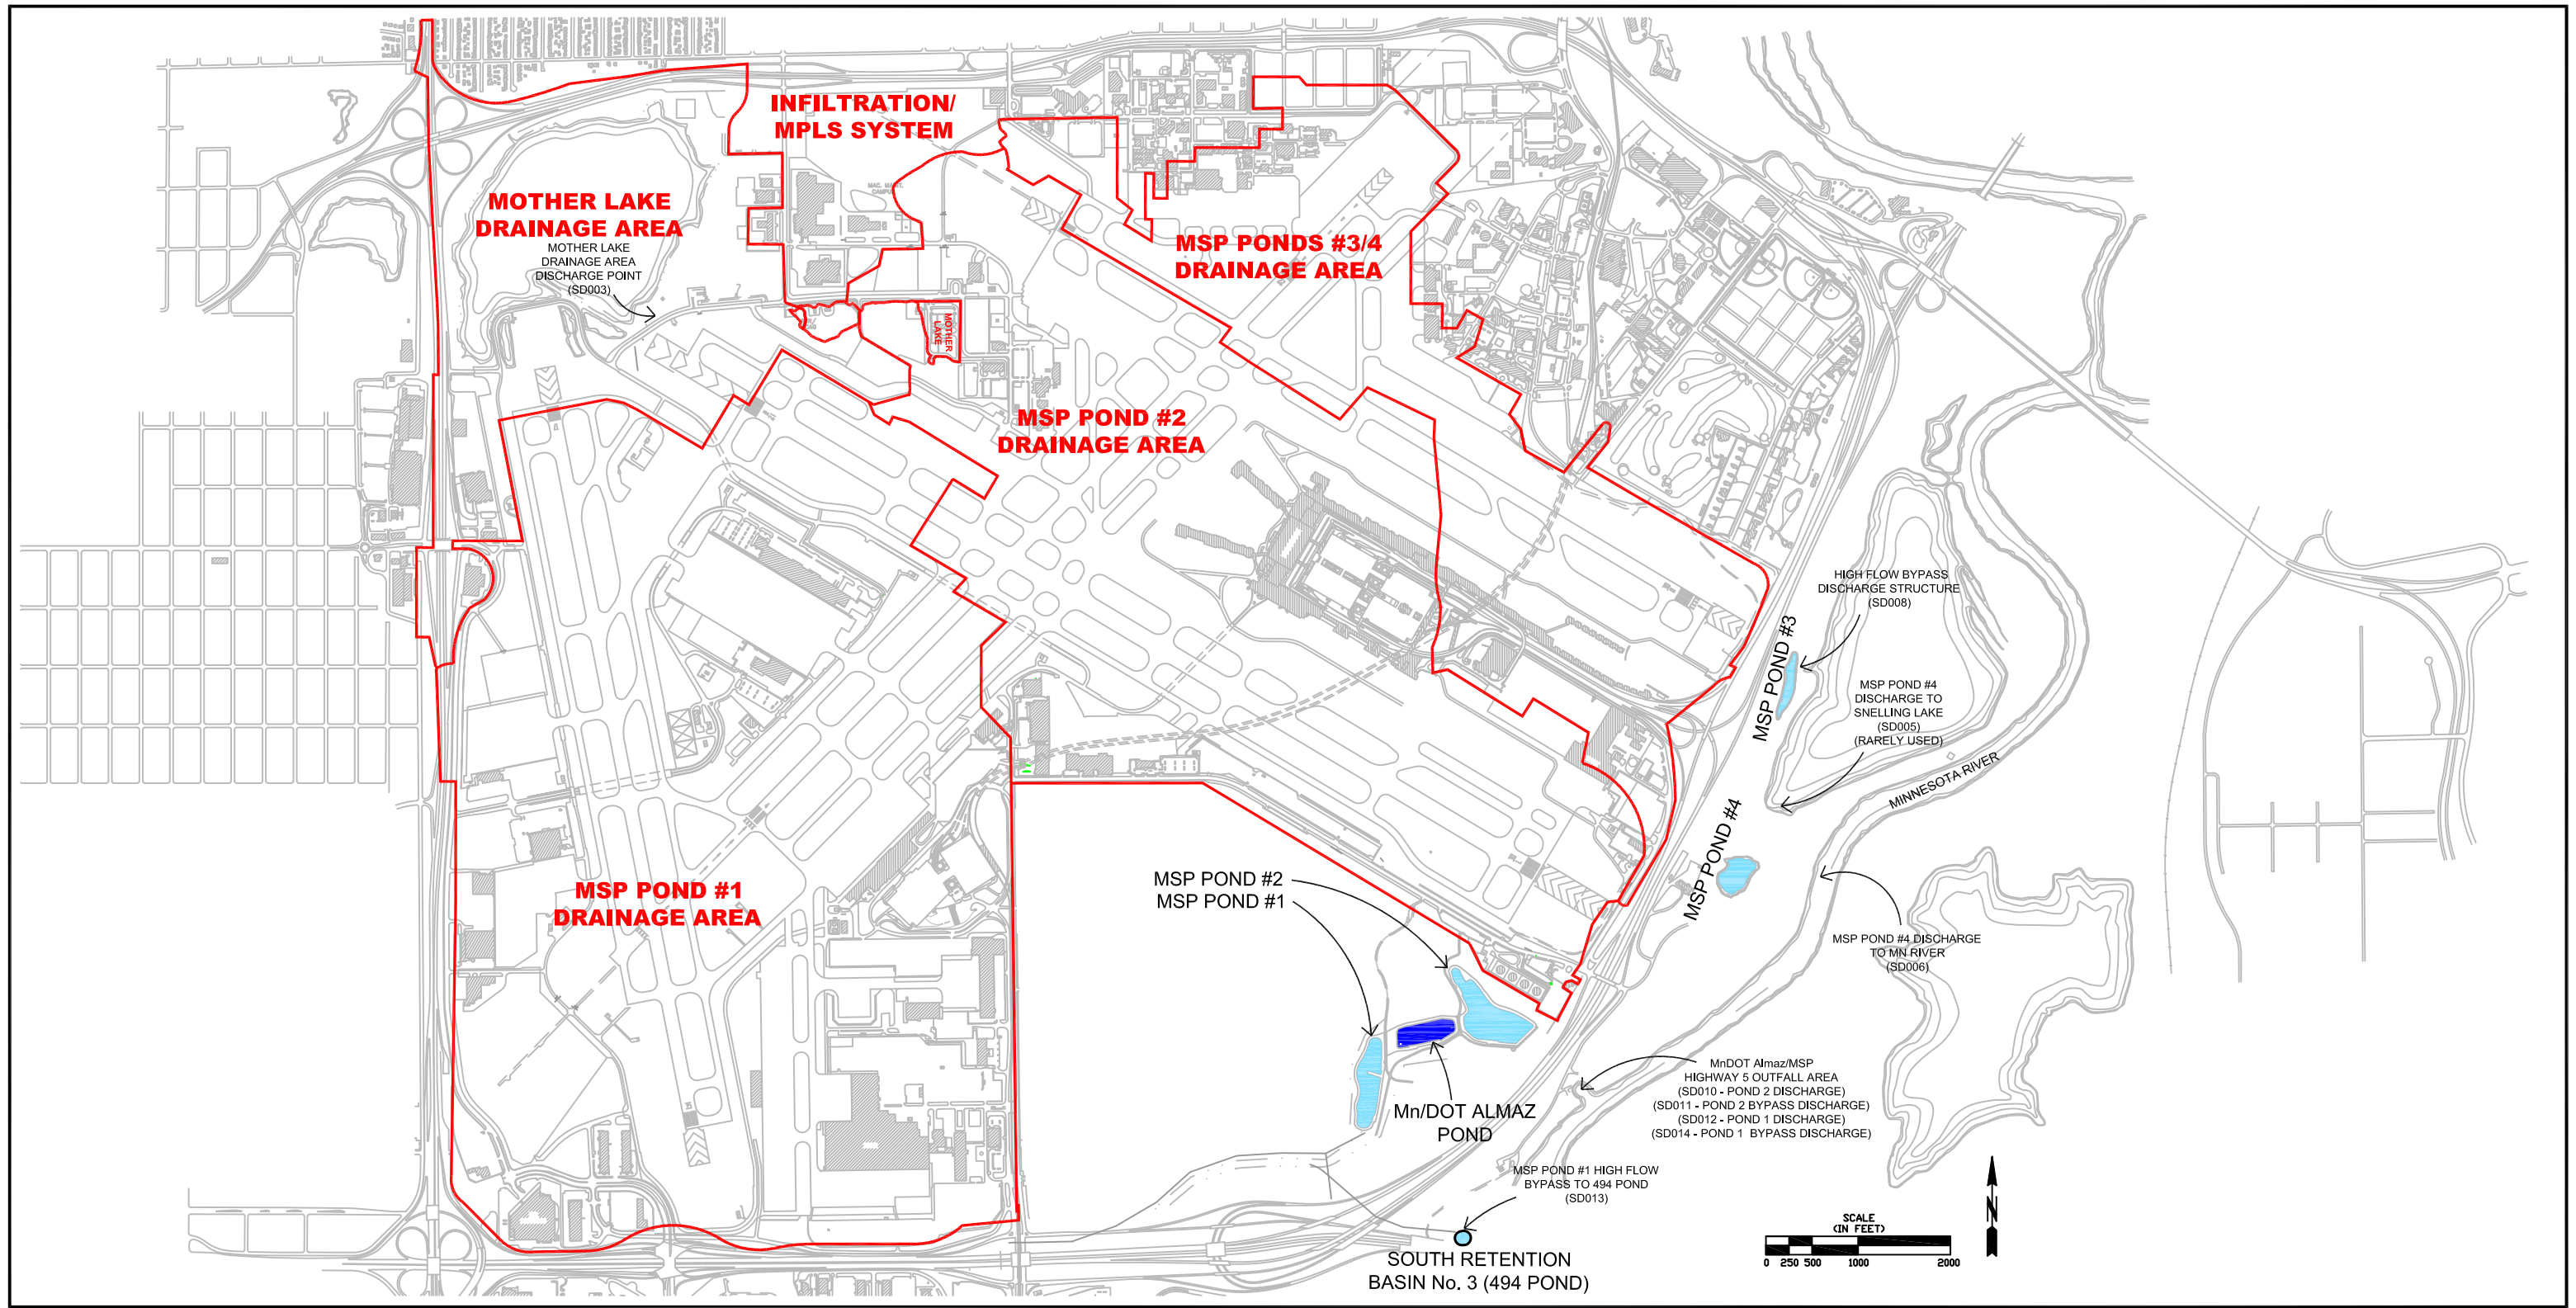 INFILTRATION/
MPLS SYSTEM
MOTHER LAKE
DRAINAGE AREA
MOTHER LAKE
DRAINAGE AREA
DISCHARGE POINT
(SD003)
MSP PONDS #3/4
DRAINAGE AREA
MOTHER
LAKE
MSP POND #2
DRAINAGE AREA
HIGH FLOW BYPASS
DISCHARGE STRUCTURE
(SD008)
MSP POND #3
MSP POND #4
DISCHARGE TO
SNELLING LAKE
(SD005)
(RARELY USED)
MINNESOTA RIVER
MSP POND #4
MSP POND #1
DRAINAGE AREA
MSP POND #2
MSP POND #1
MSP POND #4 DISCHARGE
TO MN RIVER
(SD006)
MnDOT Almaz/MSP
HIGHWAY 5 OUTFALL AREA
(SD010 - POND 2 DISCHARGE)
(SD011 - POND 2 BYPASS DISCHARGE)
(SD012 - POND 1 DISCHARGE)
(SD014 - POND 1 BYPASS DISCHARGE)
Mn/DOT ALMAZ
POND
MSP POND #1 HIGH FLOW
BYPASS TO 494 POND
(SD013)
SOUTH RETENTION
BASIN No. 3 (494 POND)
SCALE
(IN FEET)
0 250 500 1000 2000
N